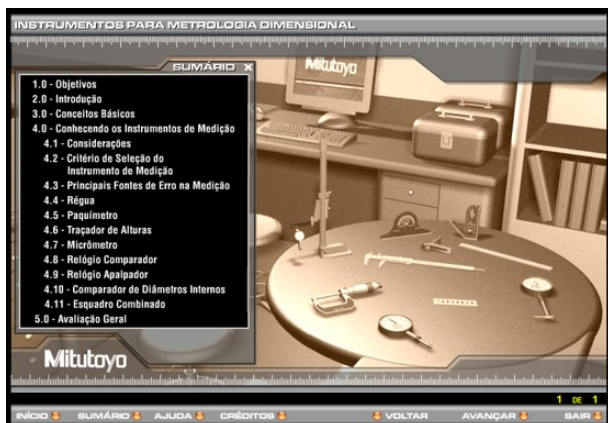 INSTRUMENTOS PARA METROLOGIA DIMENSIONAL
Mitutoyo
SUMÁRIO X
1.0 - Objetivos
2.0 - Introdução
3.0 - Conceitos Básicos
4.0 - Conhecendo os Instrumentos de Medição
4.1 - Considerações
4.2 - Critério de Seleção do
Instrumento de Medição
4.3 - Principais Fontes de Erro na Medição
4.4 - Régua
4.5 - Paquímetro
4.6 - Traçador de Alturas
4.7 - Micrômetro
4.8 - Relógio Comparador
4.9 - Relógio Apalpador
4.10 - Comparador de Diâmetros Internos
4.11 - Esquadro Combinado
5.0 - Avaliação Geral
Mitutoyo
1 DE 1
INÍCIO SUMÁRIO AJUDA CRÉDITOS VOLTAR AVANÇAR SAIR